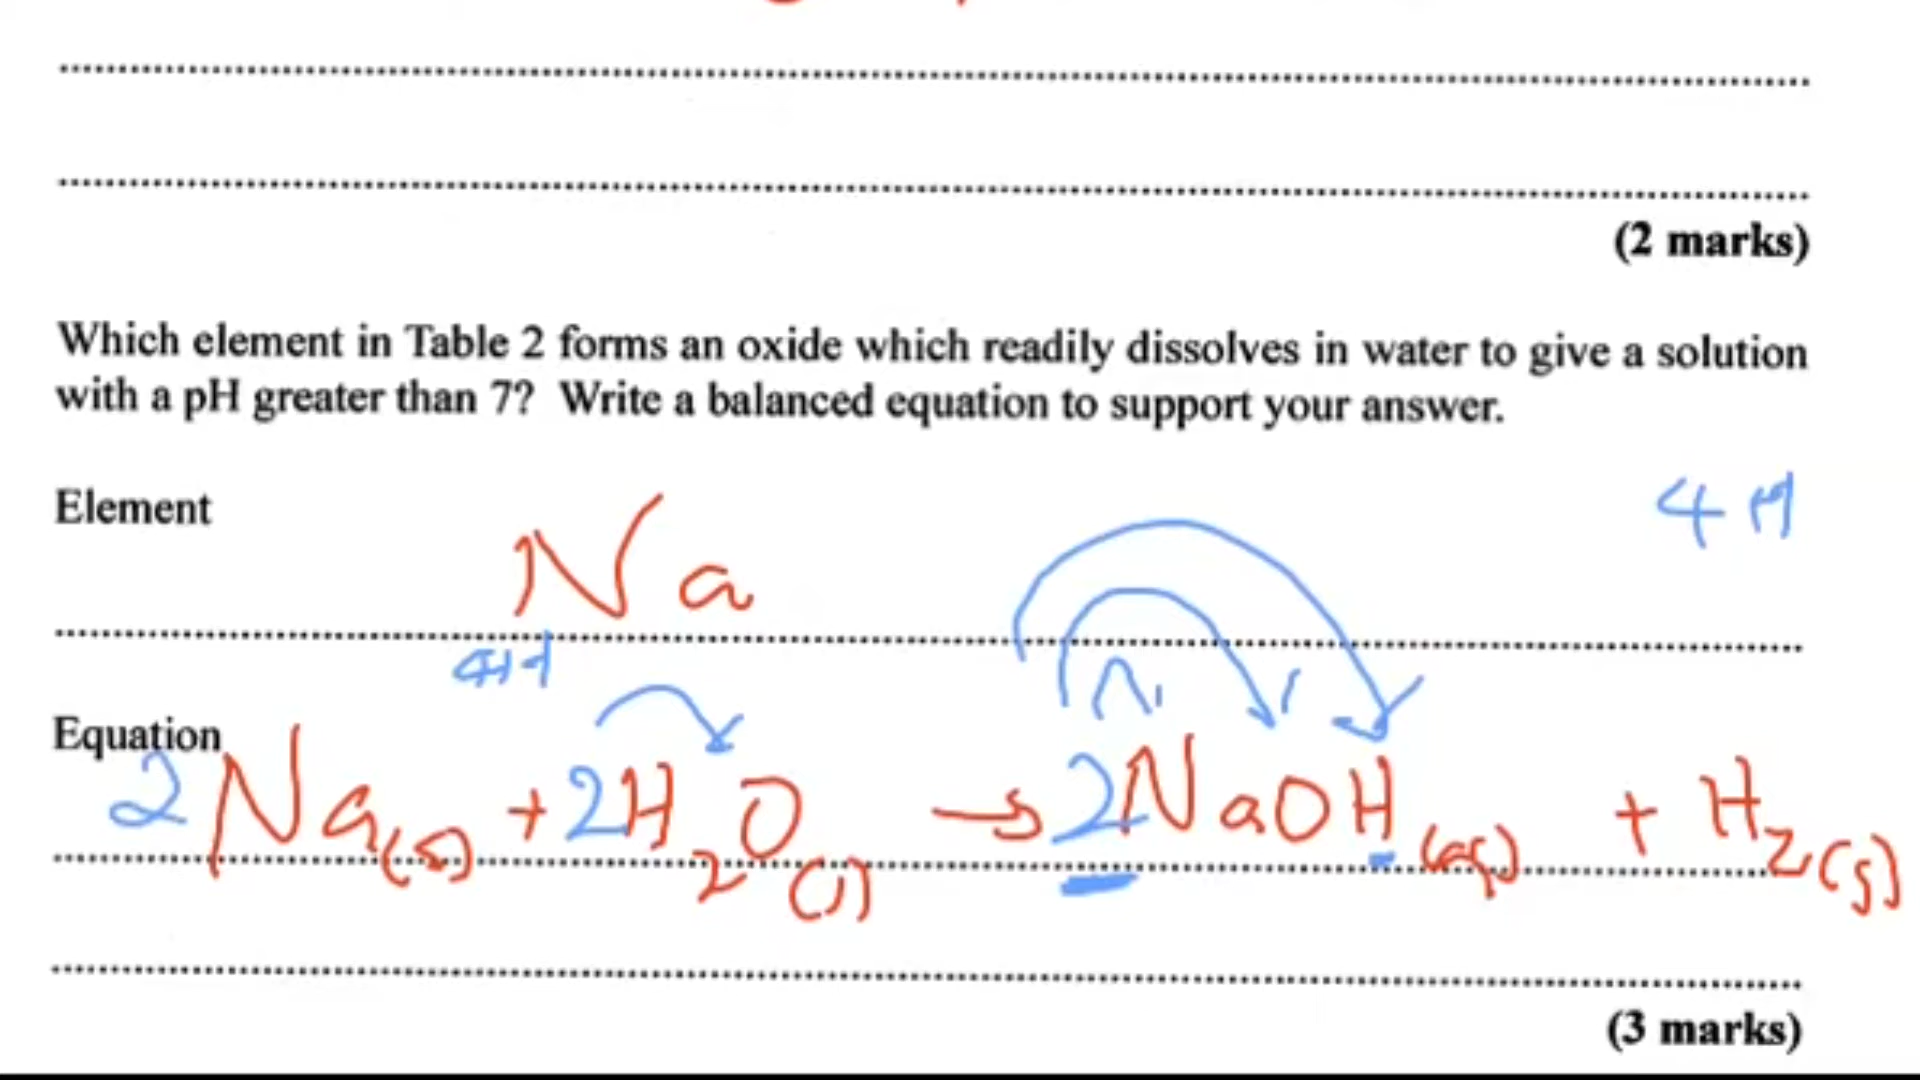 (2 marks)
Which element in Table 2 forms an oxide which readily dissolves in water to give a solution
with a pH greater than 7? Write a balanced equation to support your answer.
Element
4H
Na
4H
Equation
2Na(s) + 2H2O(l) → 2NaOH(aq) + H2(g)
(3 marks)